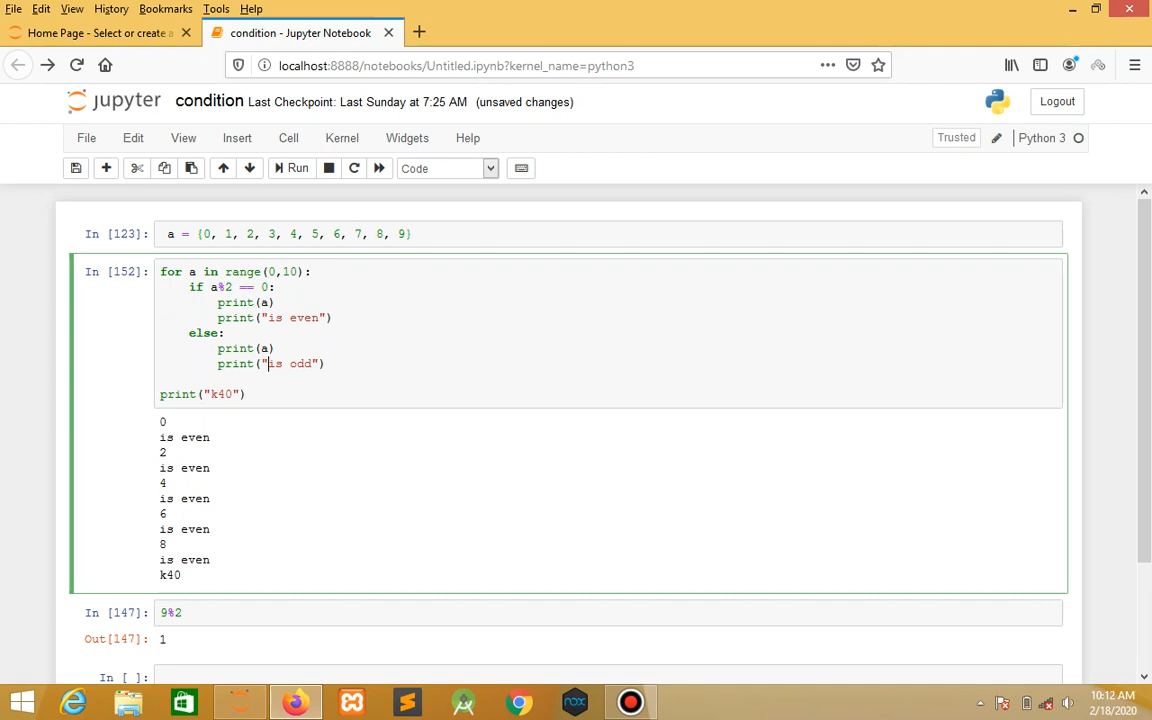 File Edit View History Bookmarks Tools Help
Home Page - Select or create a
condition - Jupyter Notebook
localhost:8888/notebooks/Untitled.ipynb?kernel_name=python3
jupyter condition Last Checkpoint: Last Sunday at 7:25 AM (unsaved changes)
Logout
File Edit View Insert Cell Kernel Widgets Help
Trusted
Python 3
Run
Code
In [123]: a = {0, 1, 2, 3, 4, 5, 6, 7, 8, 9}
In [152]: for a in range(0,10):
if a%2 == 0:
print(a)
print("is even")
else:
print(a)
print("is odd")
print("k40")
0
is even
2
is even
4
is even
6
is even
8
is even
k40
In [147]: 9%2
Out[147]: 1
In [ ]:
10:12 AM
2/18/2020